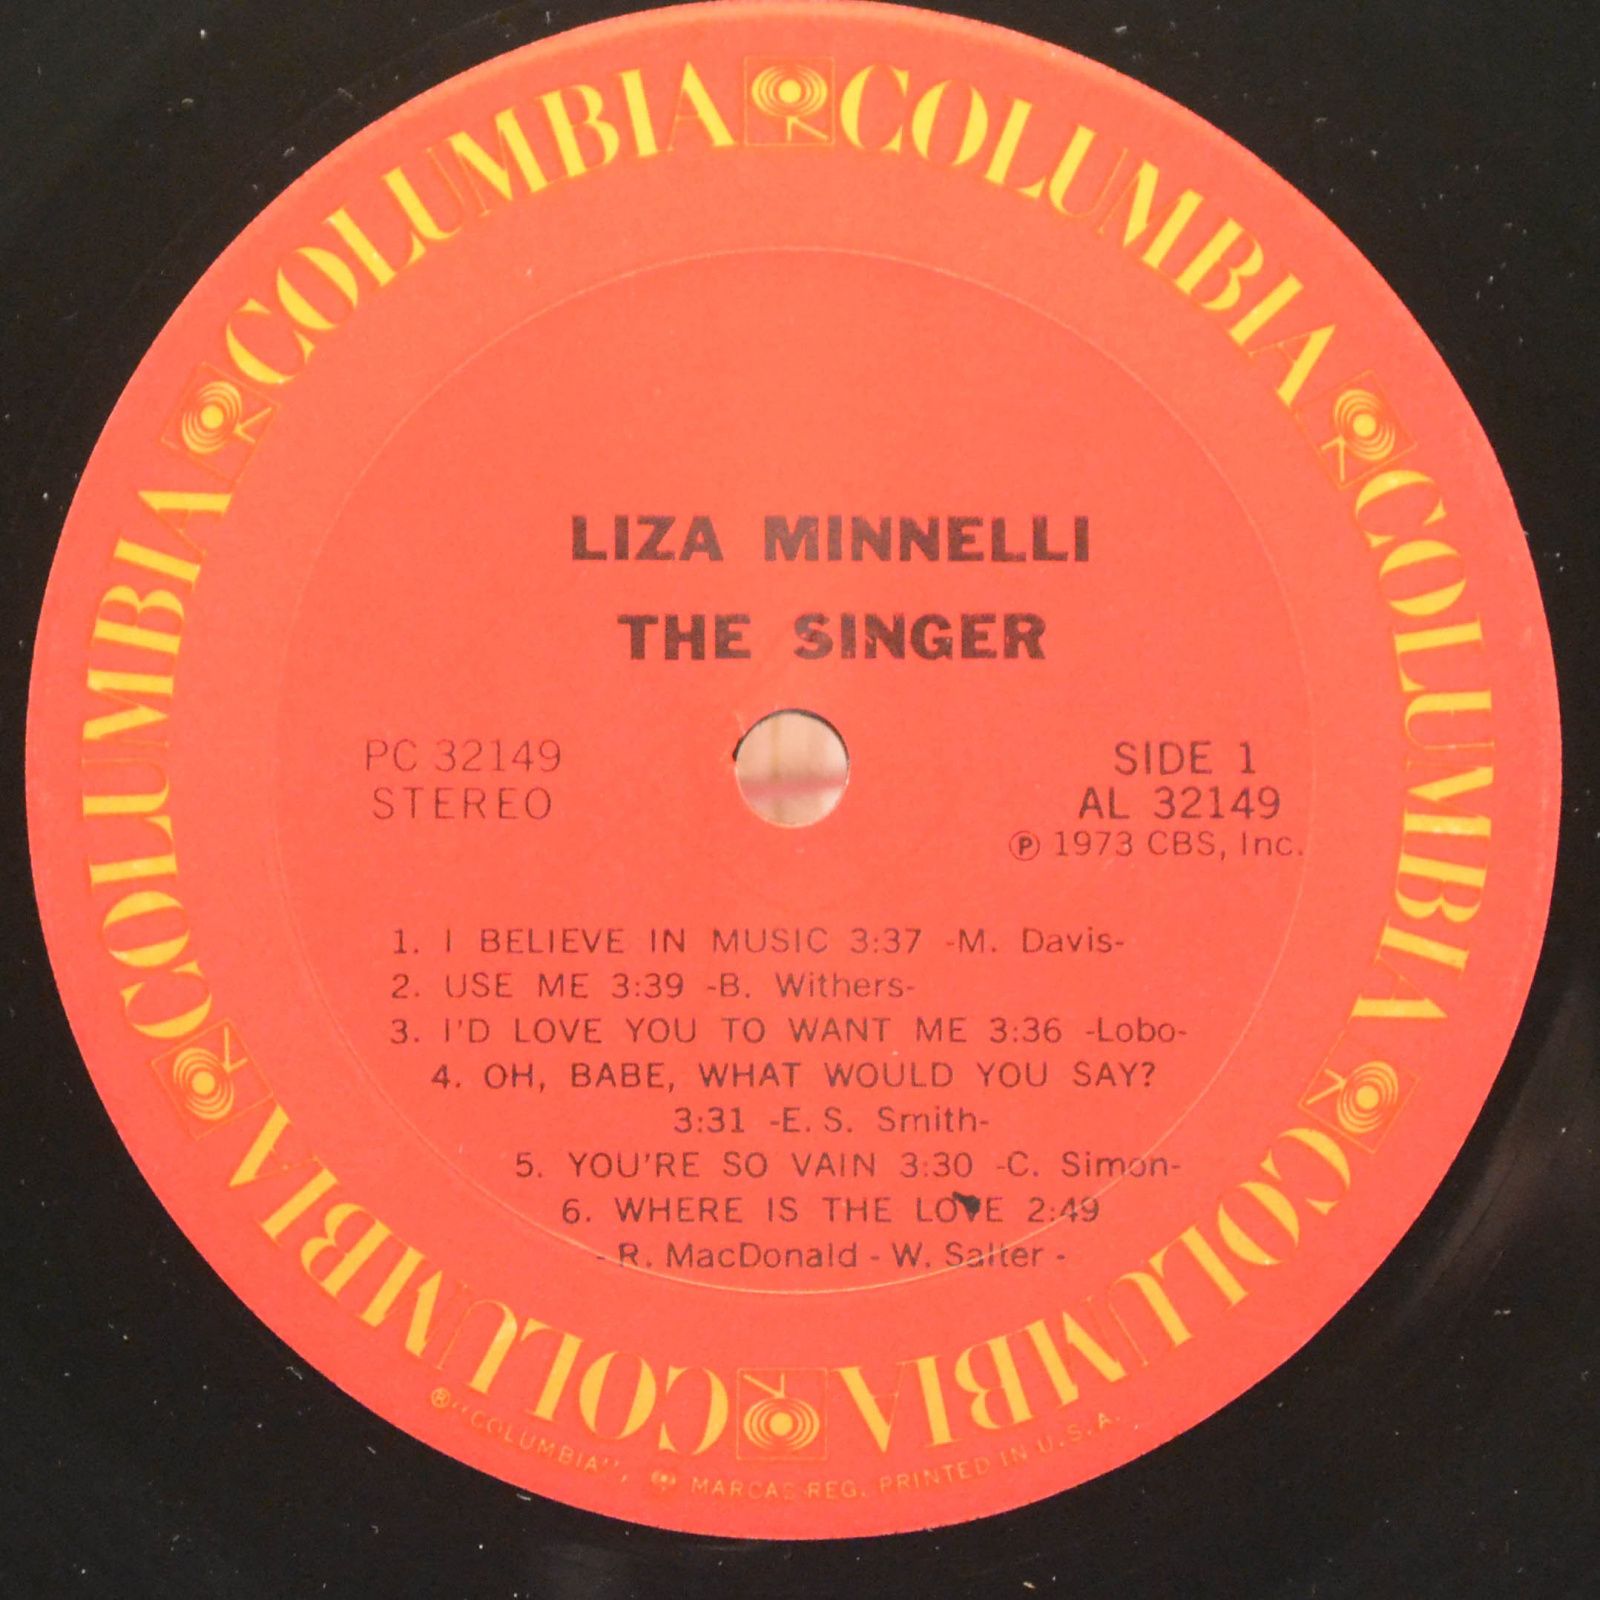 COLUMBIA COLUMBIA COLUMBIA COLUMBIA COLUMBIA COLUMBIA
LIZA MINNELLI
THE SINGER
PC 32149
STEREO
SIDE 1
AL 32149
Ⓟ 1973 CBS, Inc.
1. I BELIEVE IN MUSIC 3:37 -M. Davis-
2. USE ME 3:39 -B. Withers-
3. I'D LOVE YOU TO WANT ME 3:36 -Lobo-
4. OH, BABE, WHAT WOULD YOU SAY?
3:31 -E. S. Smith-
5. YOU'RE SO VAIN 3:30 -C. Simon-
6. WHERE IS THE LOVE 2:49
- R. MacDonald - W. Salter -
® "COLUMBIA", MARCAS REG. PRINTED IN U.S.A.